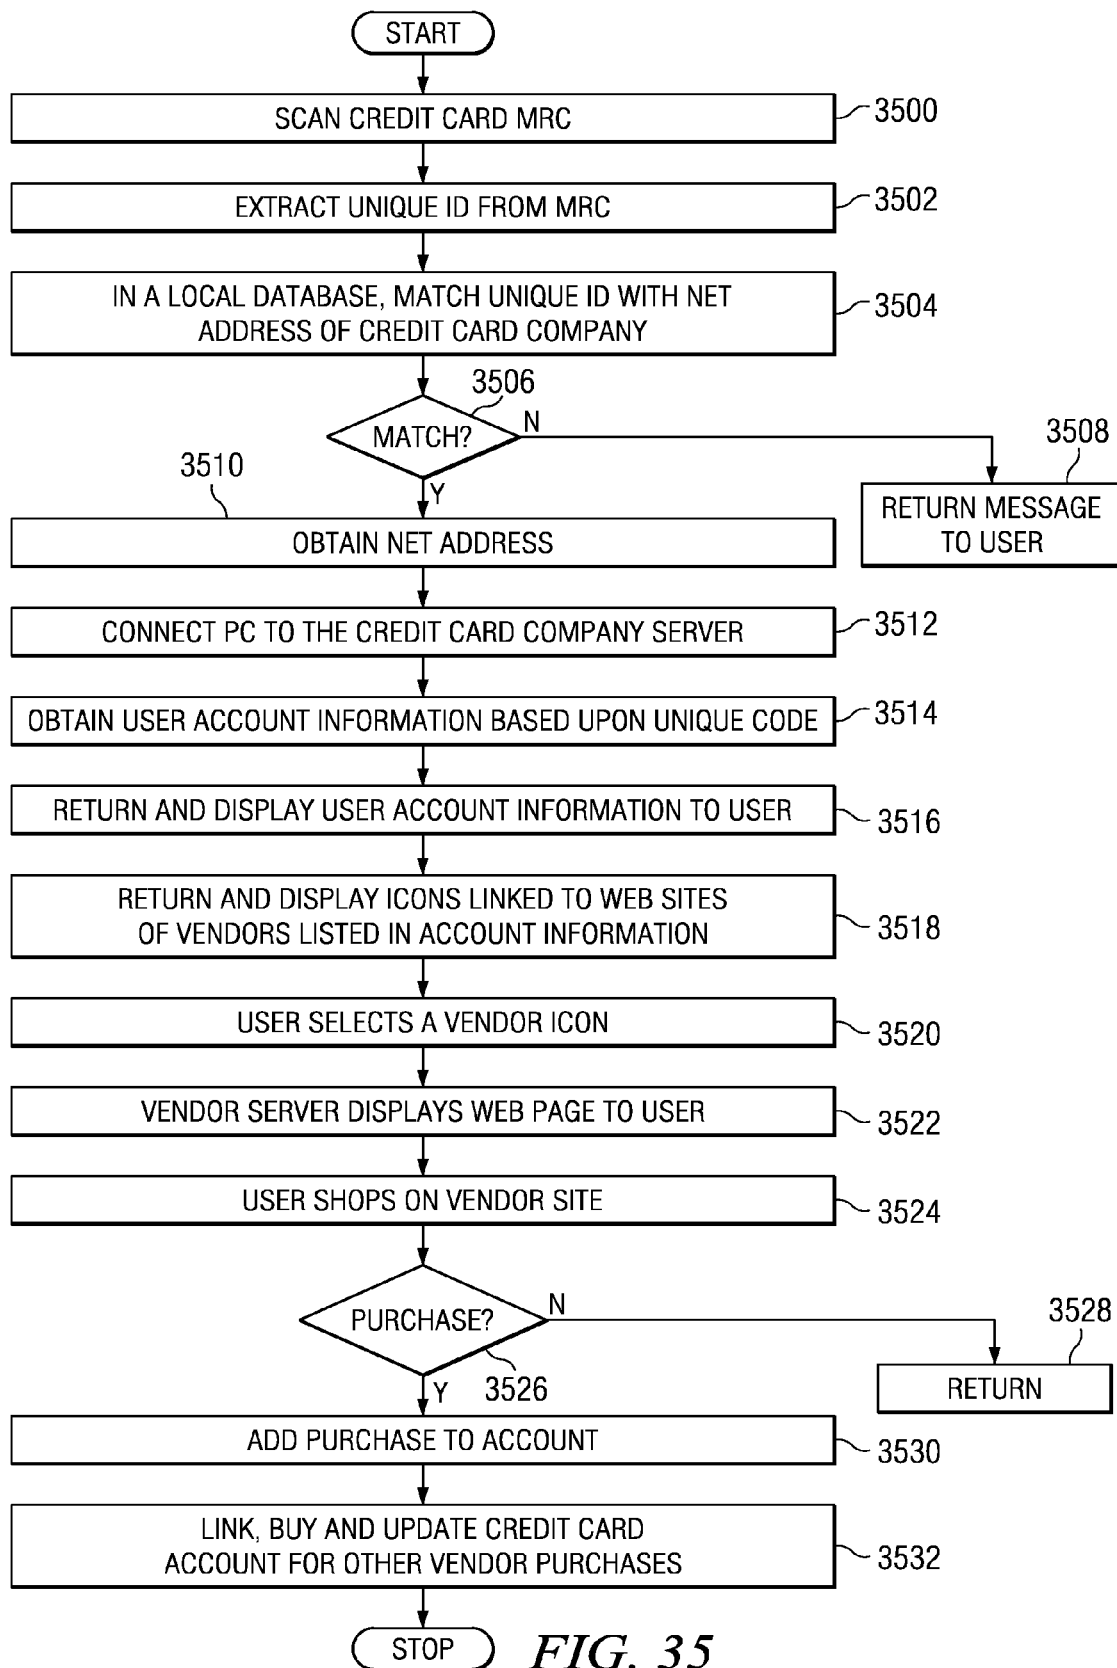 START
SCAN CREDIT CARD MRC
3500
EXTRACT UNIQUE ID FROM MRC
3502
IN A LOCAL DATABASE, MATCH UNIQUE ID WITH NET
ADDRESS OF CREDIT CARD COMPANY
3504
3506
MATCH?
N
Y
3508
RETURN MESSAGE
TO USER
3510
OBTAIN NET ADDRESS
CONNECT PC TO THE CREDIT CARD COMPANY SERVER
3512
OBTAIN USER ACCOUNT INFORMATION BASED UPON UNIQUE CODE
3514
RETURN AND DISPLAY USER ACCOUNT INFORMATION TO USER
3516
RETURN AND DISPLAY ICONS LINKED TO WEB SITES
OF VENDORS LISTED IN ACCOUNT INFORMATION
3518
USER SELECTS A VENDOR ICON
3520
VENDOR SERVER DISPLAYS WEB PAGE TO USER
3522
USER SHOPS ON VENDOR SITE
3524
PURCHASE?
N
3526
Y
3528
RETURN
ADD PURCHASE TO ACCOUNT
3530
LINK, BUY AND UPDATE CREDIT CARD
ACCOUNT FOR OTHER VENDOR PURCHASES
3532
STOP
FIG. 35